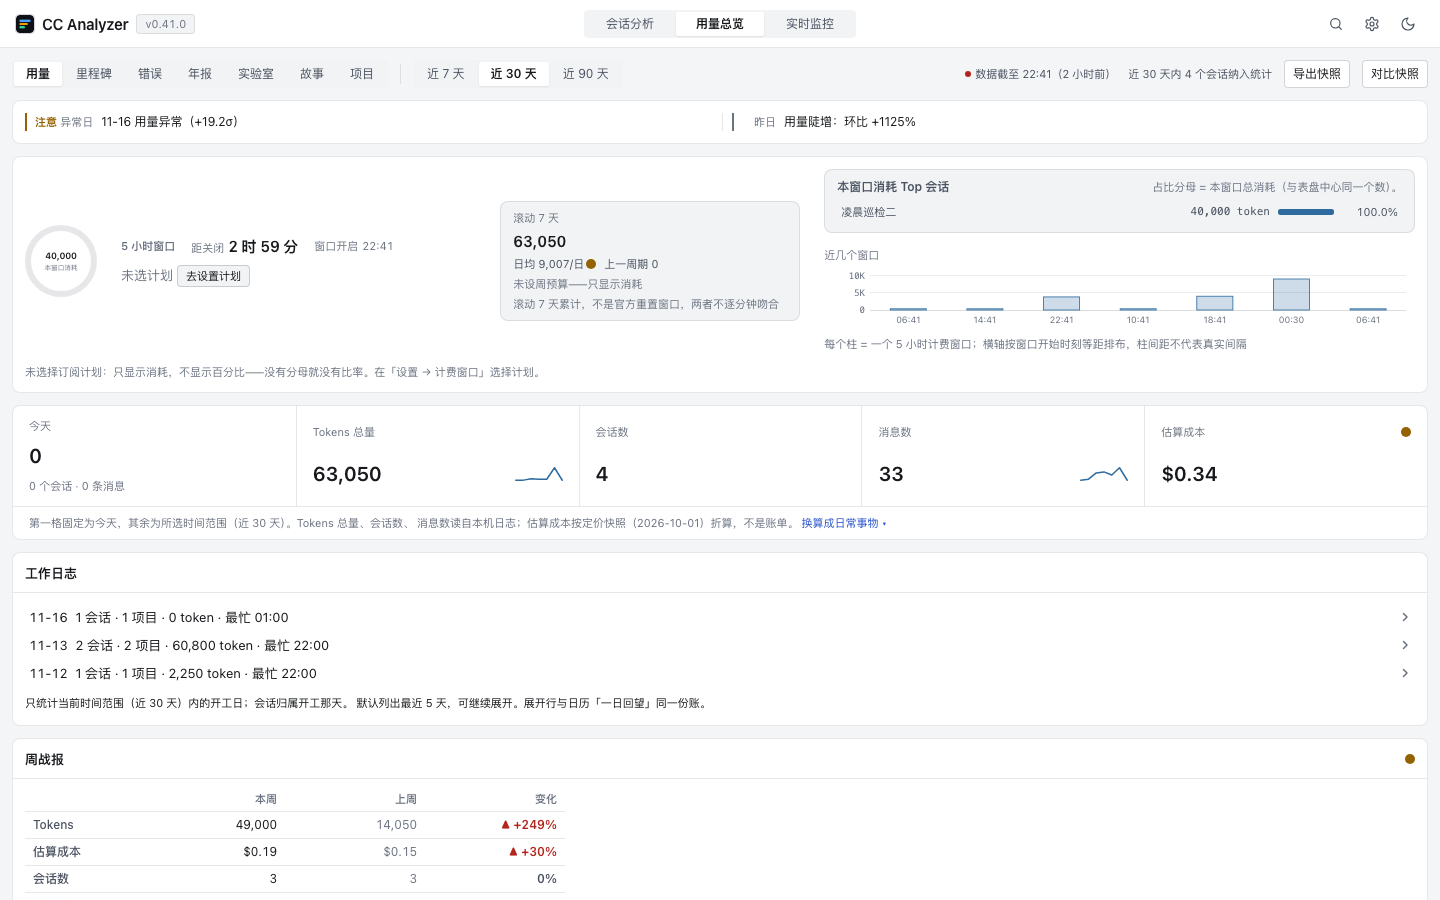 CC Analyzer v0.41.0 会话分析 用量总览 实时监控
用量 里程碑 错误 年报 实验室 故事 项目 近 7 天 近 30 天 近 90 天 数据截至 22:41（2 小时前） 近 30 天内 4 个会话纳入统计 导出快照 对比快照
注意 异常日 11-16 用量异常（+19.2σ） 昨日 用量陡增：环比 +1125%
40,000
本窗口消耗
5 小时窗口 距关闭 2 时 59 分 窗口开启 22:41
未选计划 去设置计划
滚动 7 天
63,050
日均 9,007/日 上一周期 0
未设周预算——只显示消耗
滚动 7 天累计，不是官方重置窗口，两者不逐分钟吻合
本窗口消耗 Top 会话 占比分母 = 本窗口总消耗（与表盘中心同一个数）。
凌晨巡检二 40,000 token 100.0%
近几个窗口
10K
5K
0
06:41 14:41 22:41 10:41 18:41 00:30 06:41
每个柱 = 一个 5 小时计费窗口；横轴按窗口开始时刻等距排布，柱间距不代表真实间隔
未选择订阅计划：只显示消耗，不显示百分比——没有分母就没有比率。在「设置 → 计费窗口」选择计划。
今天
0
0 个会话 · 0 条消息
Tokens 总量
63,050
会话数
4
消息数
33
估算成本
$0.34
第一格固定为今天，其余为所选时间范围（近 30 天）。Tokens 总量、会话数、 消息数读自本机日志；估算成本按定价快照（2026-10-01）折算，不是账单。 换算成日常事物 ▾
工作日志
11-16 1 会话 · 1 项目 · 0 token · 最忙 01:00
11-13 2 会话 · 2 项目 · 60,800 token · 最忙 22:00
11-12 1 会话 · 1 项目 · 2,250 token · 最忙 22:00
只统计当前时间范围（近 30 天）内的开工日；会话归属开工那天。 默认列出最近 5 天，可继续展开。展开行与日历「一日回望」同一份账。
周战报
本周 上周 变化
Tokens 49,000 14,050 ▲ +249%
估算成本 $0.19 $0.15 ▲ +30%
会话数 3 3 0%